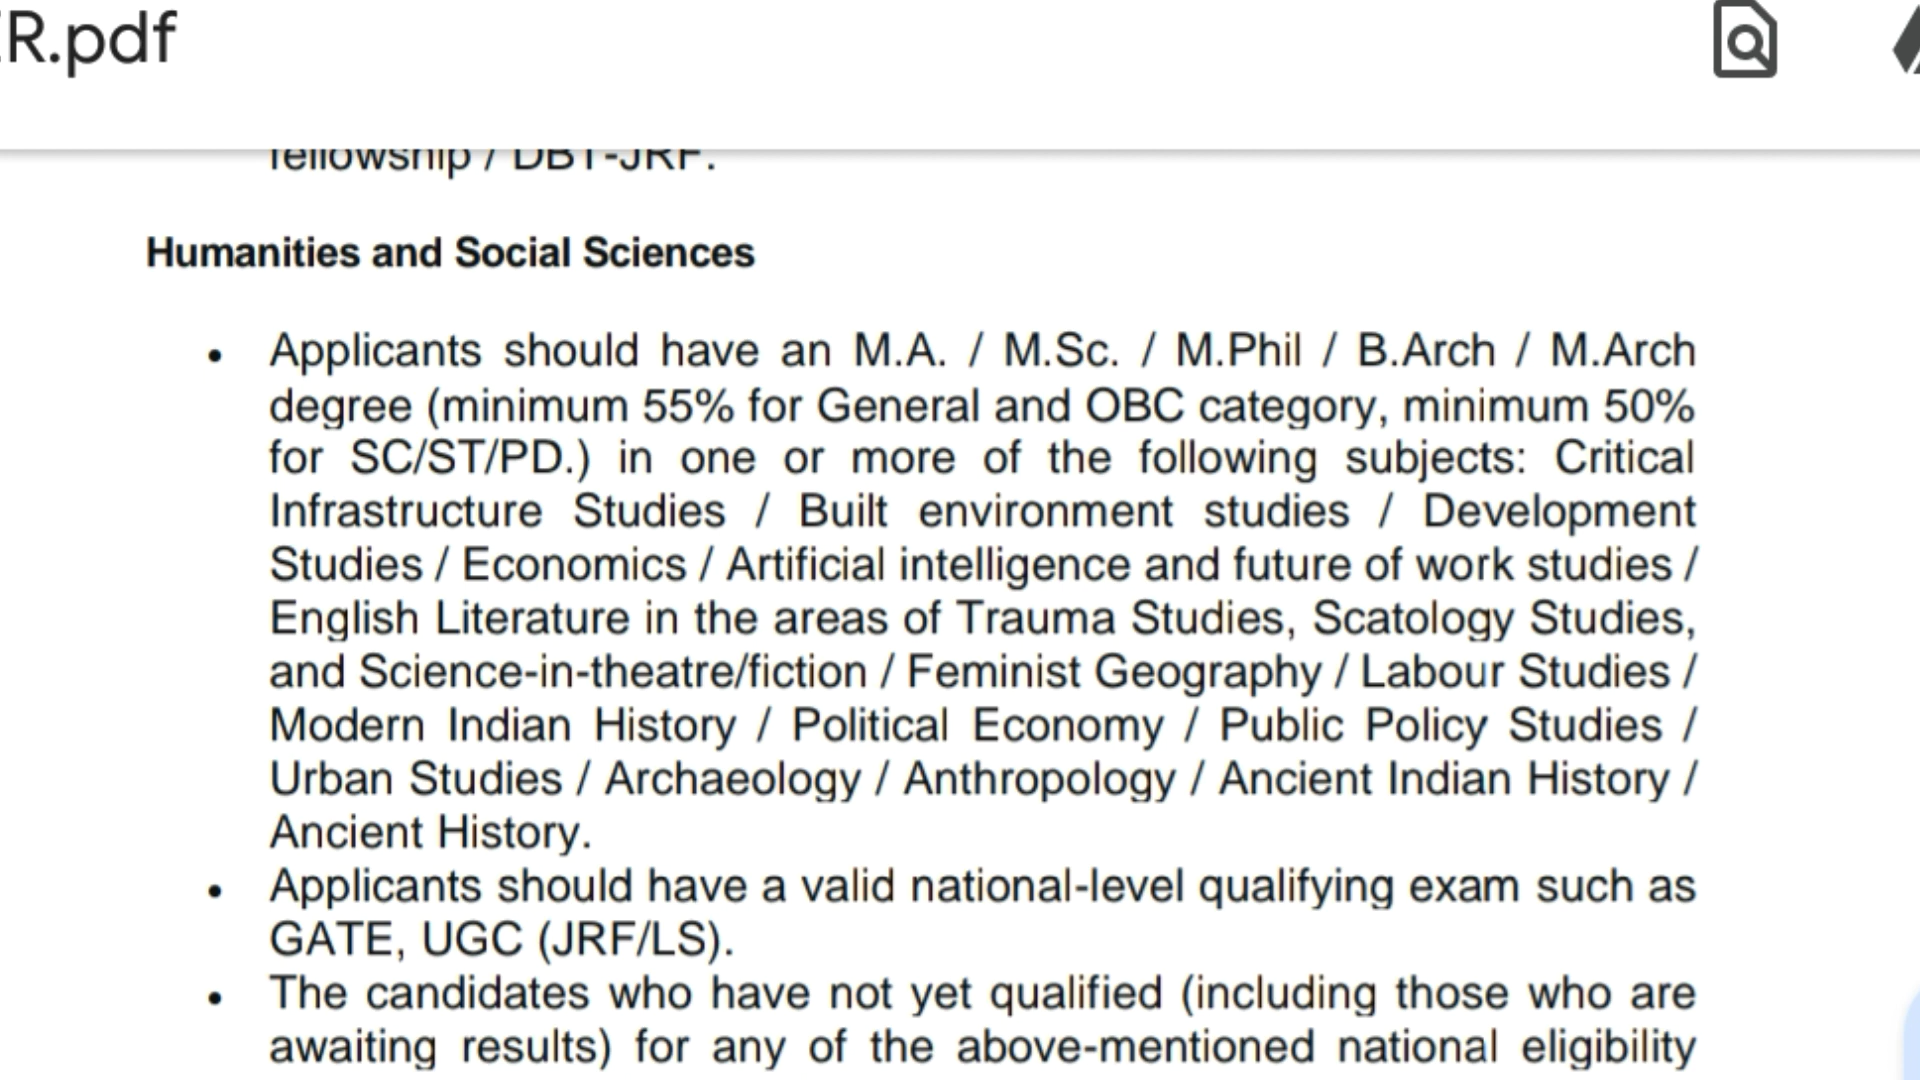 R.pdf
fellowship / DBT-JRF.
Humanities and Social Sciences
• Applicants should have an M.A. / M.Sc. / M.Phil / B.Arch / M.Arch
degree (minimum 55% for General and OBC category, minimum 50%
for SC/ST/PD.) in one or more of the following subjects: Critical
Infrastructure Studies / Built environment studies / Development
Studies / Economics / Artificial intelligence and future of work studies /
English Literature in the areas of Trauma Studies, Scatology Studies,
and Science-in-theatre/fiction / Feminist Geography / Labour Studies /
Modern Indian History / Political Economy / Public Policy Studies /
Urban Studies / Archaeology / Anthropology / Ancient Indian History /
Ancient History.
• Applicants should have a valid national-level qualifying exam such as
GATE, UGC (JRF/LS).
• The candidates who have not yet qualified (including those who are
awaiting results) for any of the above-mentioned national eligibility